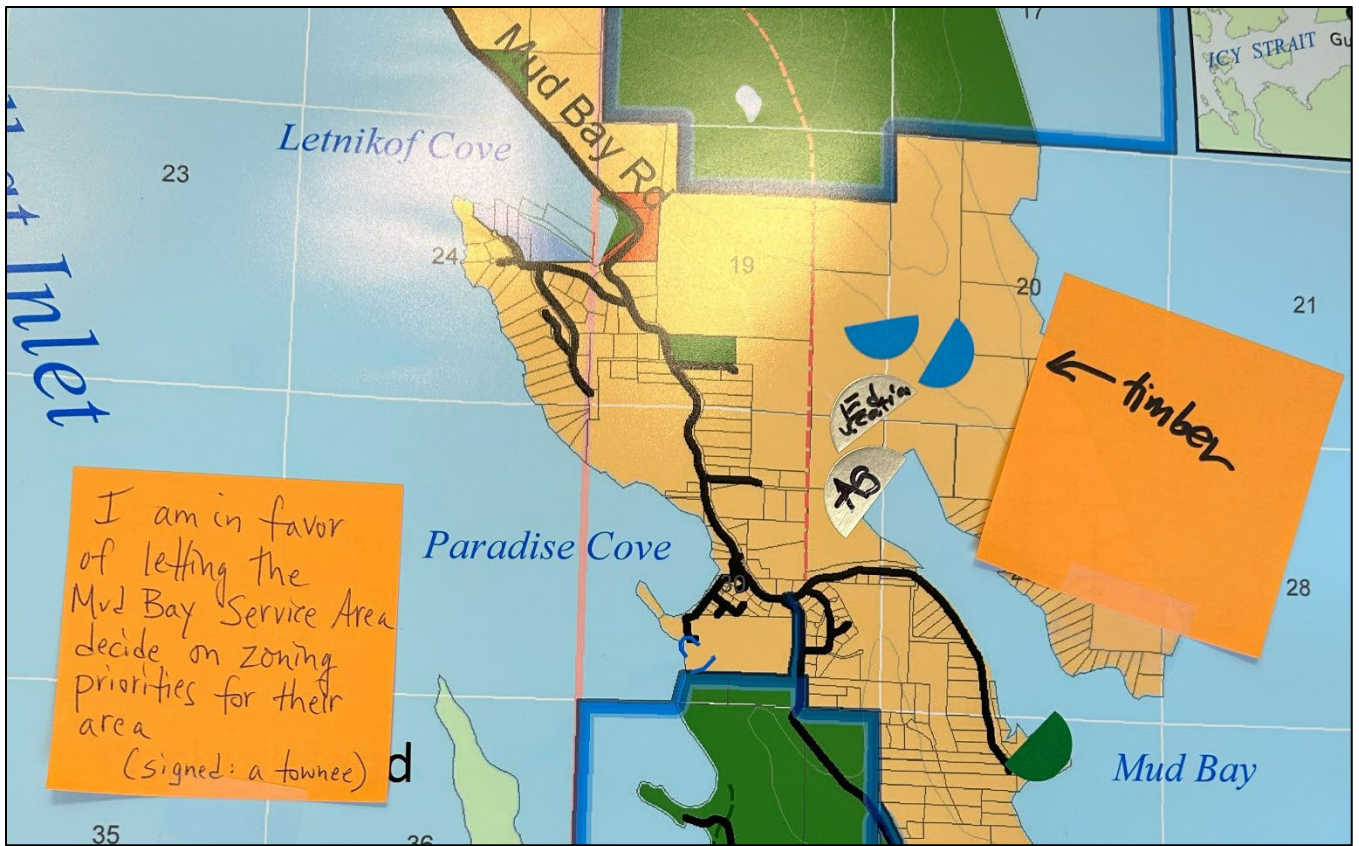 17
ICY STRAIT
Gu
Mud Bay Rd
Letnikof Cove
23
Inlet
24
19
20
21
timber
AG
I am in favor
of letting the
Mud Bay Service Area
decide on zoning
priorities for their
area
(signed: a townee)
Paradise Cove
28
d
Mud Bay
35
36